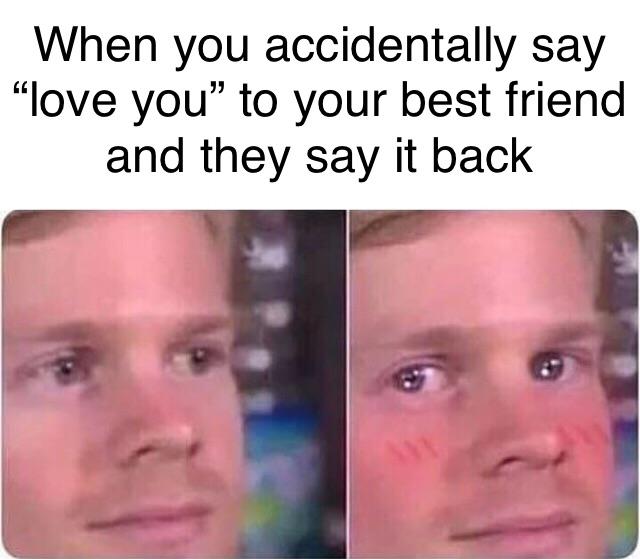 When you accidentally say
“love you” to your best friend
and they say it back